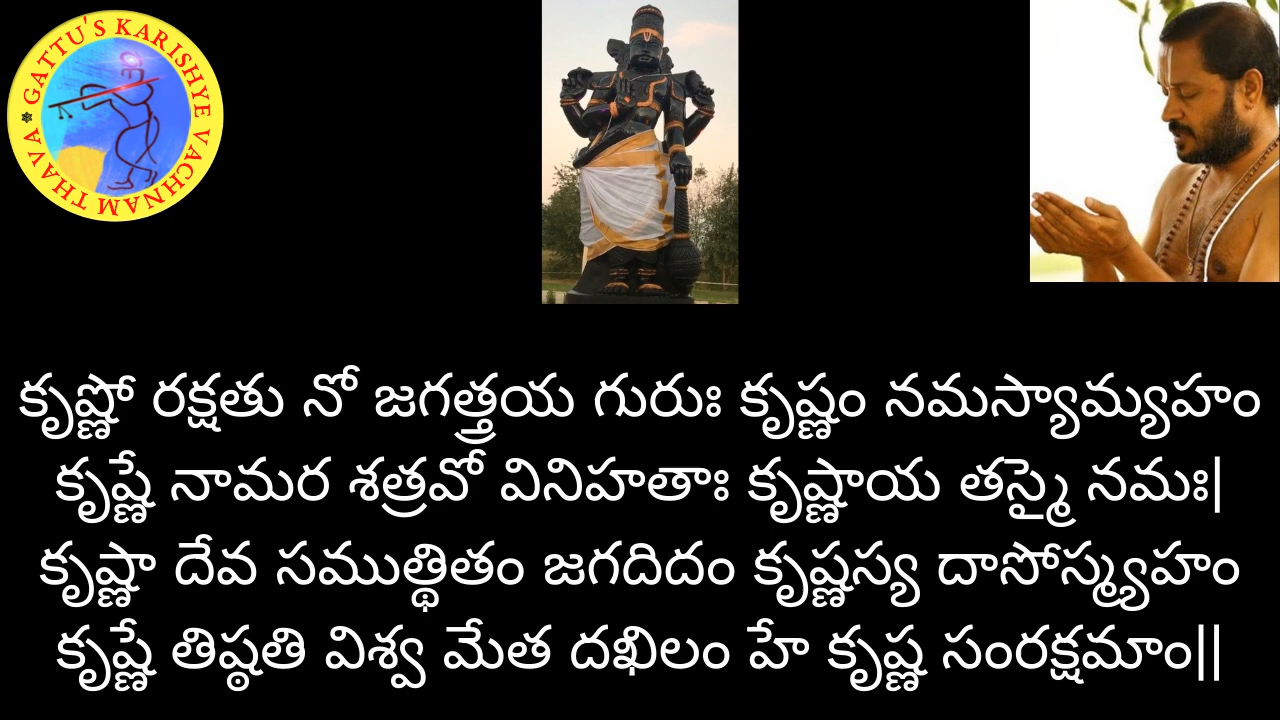 GATTU'S KARISHYE VACHNAM THAVA
కృష్ణో రక్షతు నో జగత్త్రయ గురుః కృష్ణం నమస్యామ్యహం
కృష్ణే నామర శత్రవో వినిహతాః కృష్ణాయ తస్మై నమః|
కృష్ణా దేవ సముత్థితం జగదిదం కృష్ణస్య దాసోస్మ్యహం
కృష్ణే తిష్ఠతి విశ్వ మేత దఖిలం హే కృష్ణ సంరక్షమాం||